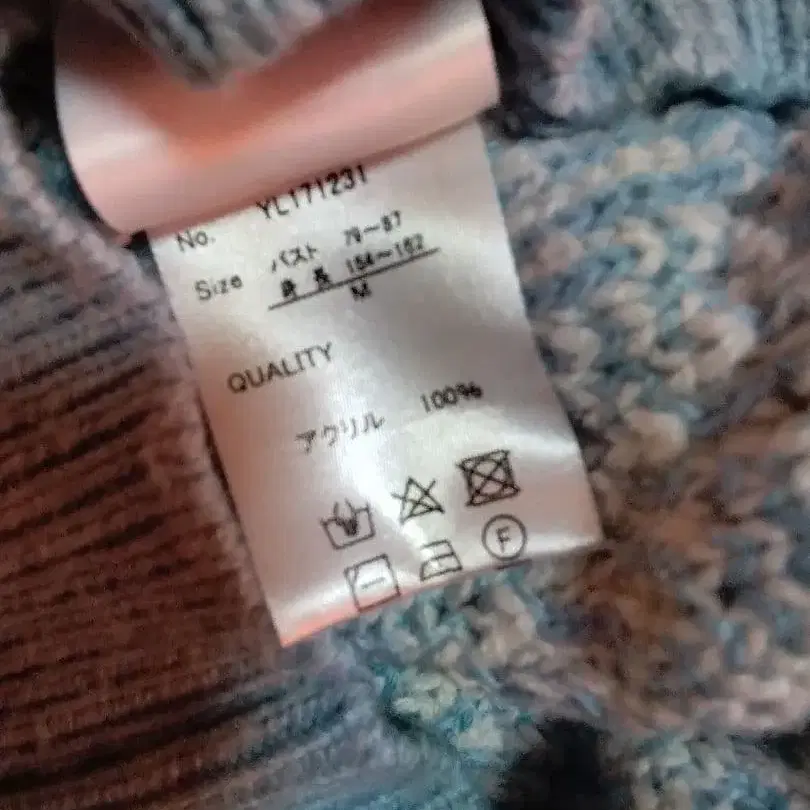 No. YL171231
Size バスト 79〜87
身長 154〜162
M
QUALITY
アクリル 100%
F